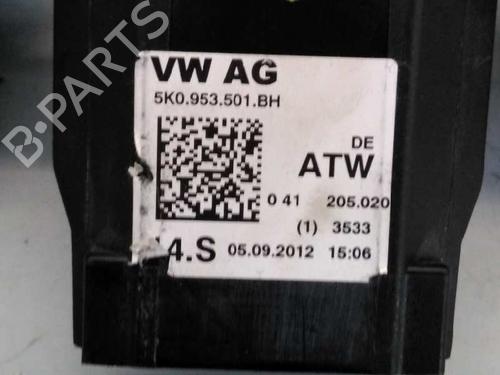 B-PARTS
VW AG
5K0.953.501.BH
DE
ATW
0 41 205.020
(1) 3533
4.S 05.09.2012 15:06